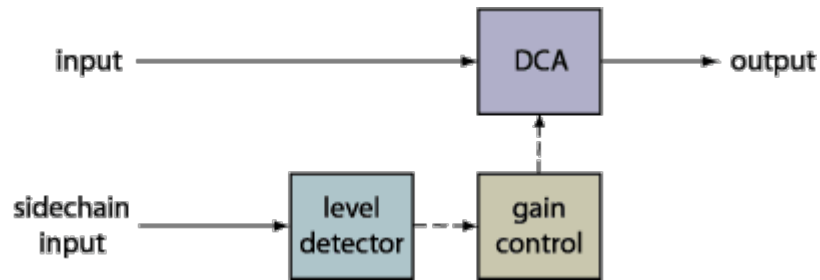 input
DCA
output
sidechain
input
level
detector
gain
control